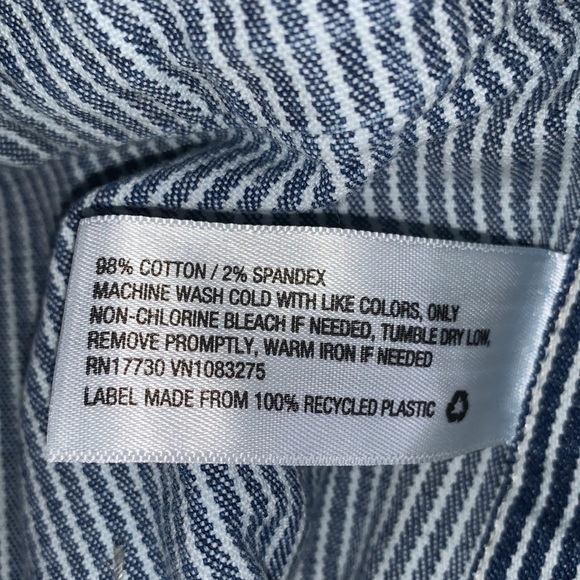 98% COTTON / 2% SPANDEX
MACHINE WASH COLD WITH LIKE COLORS, ONLY
NON-CHLORINE BLEACH IF NEEDED, TUMBLE DRY LOW,
REMOVE PROMPTLY, WARM IRON IF NEEDED
RN17730 VN1083275
LABEL MADE FROM 100% RECYCLED PLASTIC